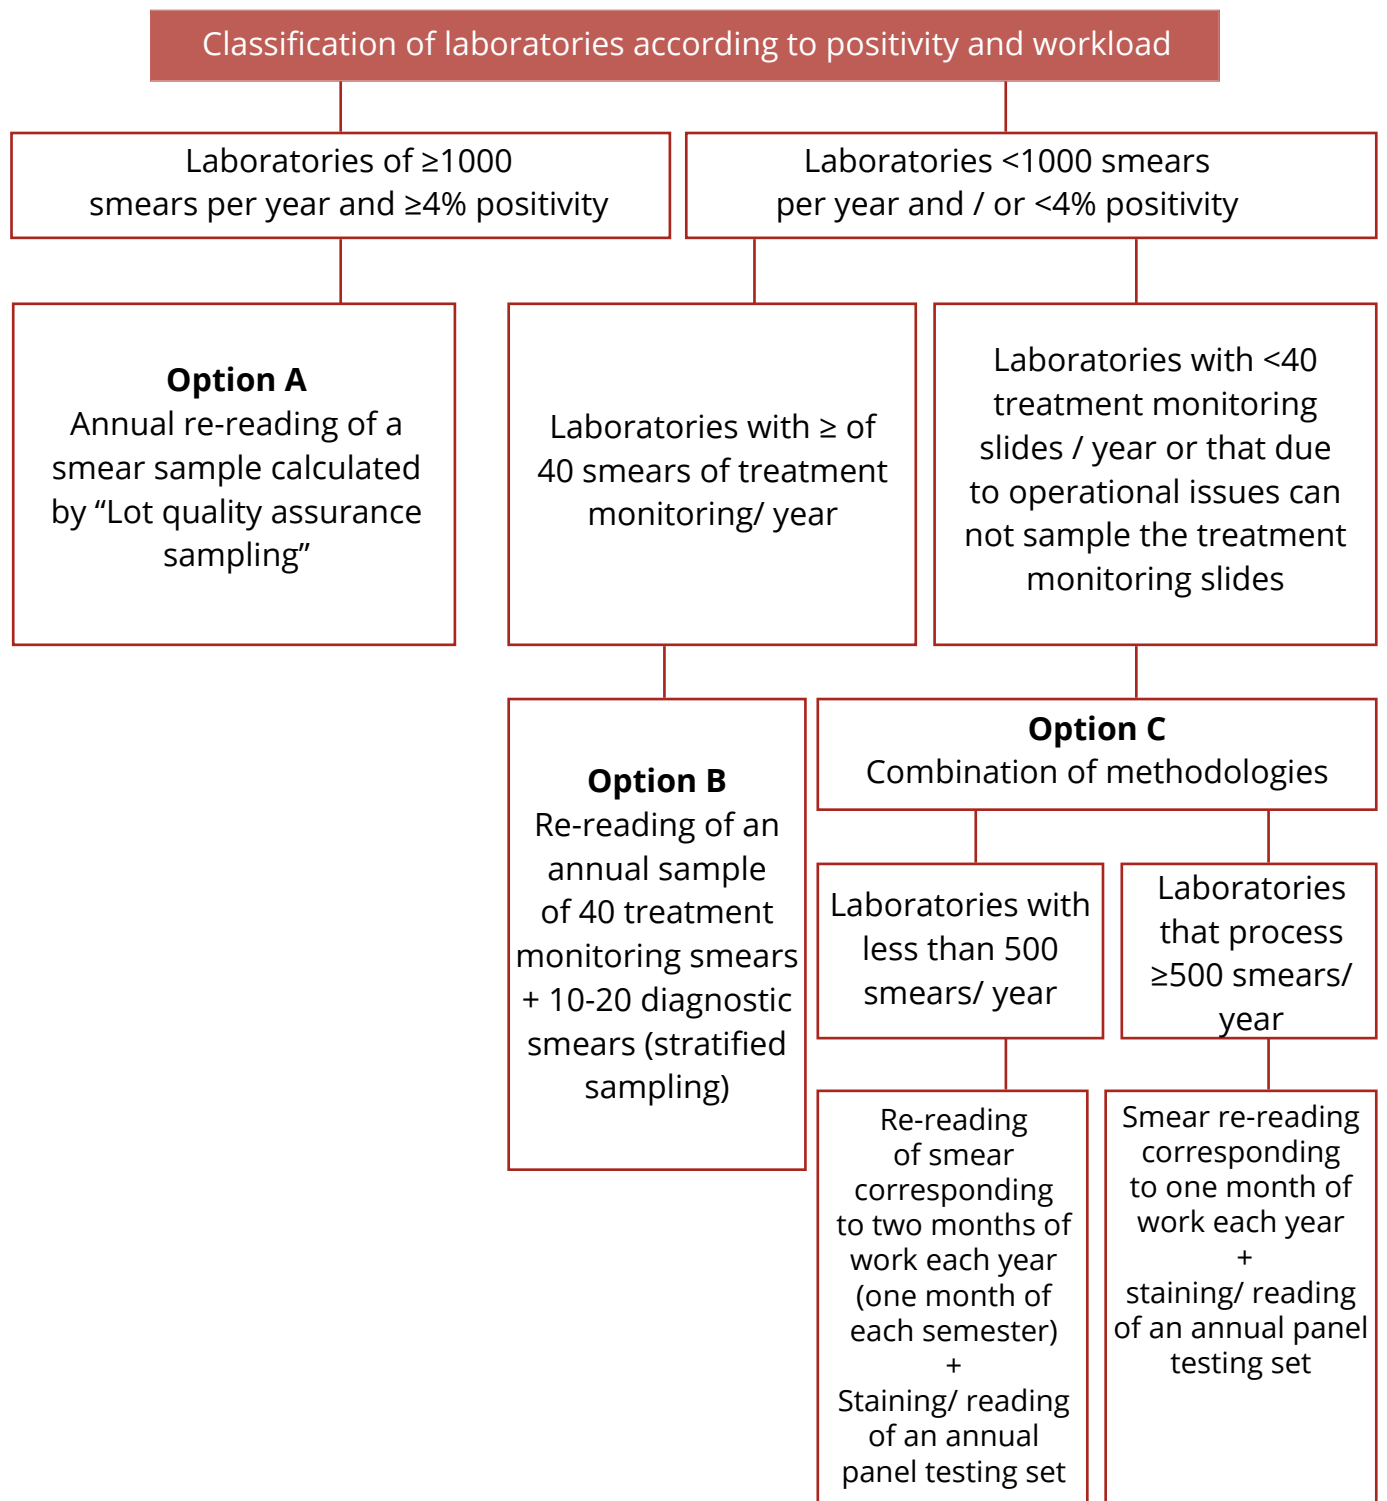 Classification of laboratories according to positivity and workload
Laboratories of ≥1000
smears per year and ≥4% positivity
Laboratories <1000 smears
per year and / or <4% positivity
Option A
Annual re-reading of a
smear sample calculated
by “Lot quality assurance
sampling”
Laboratories with ≥ of
40 smears of treatment
monitoring/ year
Laboratories with <40
treatment monitoring
slides / year or that due
to operational issues can
not sample the treatment
monitoring slides
Option B
Re-reading of an
annual sample
of 40 treatment
monitoring smears
+ 10-20 diagnostic
smears (stratified
sampling)
Option C
Combination of methodologies
Laboratories with
less than 500
smears/ year
Laboratories
that process
≥500 smears/
year
Re-reading
of smear
corresponding
to two months of
work each year
(one month of
each semester)
+
Staining/ reading
of an annual
panel testing set
Smear re-reading
corresponding
to one month of
work each year
+
staining/ reading
of an annual panel
testing set